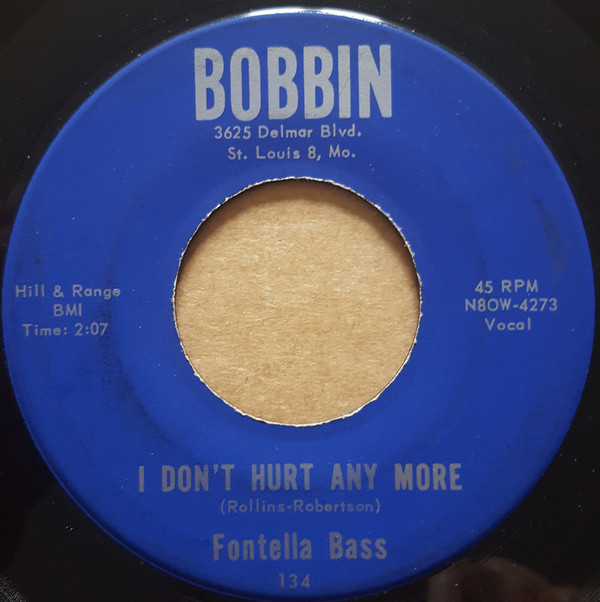 BOBBIN
3625 Delmar Blvd.
St. Louis 8, Mo.
Hill & Range
BMI
Time: 2:07
45 RPM
N8OW-4273
Vocal
I DON'T HURT ANY MORE
(Rollins-Robertson)
Fontella Bass
134